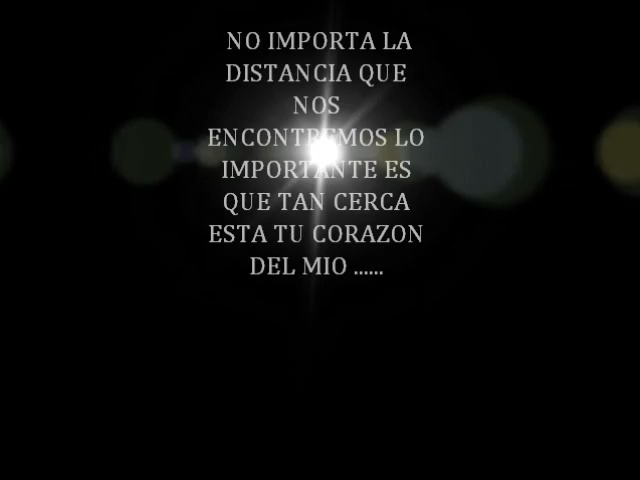 NO IMPORTA LA
DISTANCIA QUE
NOS
ENCONTREMOS LO
IMPORTANTE ES
QUE TAN CERCA
ESTA TU CORAZON
DEL MIO ......